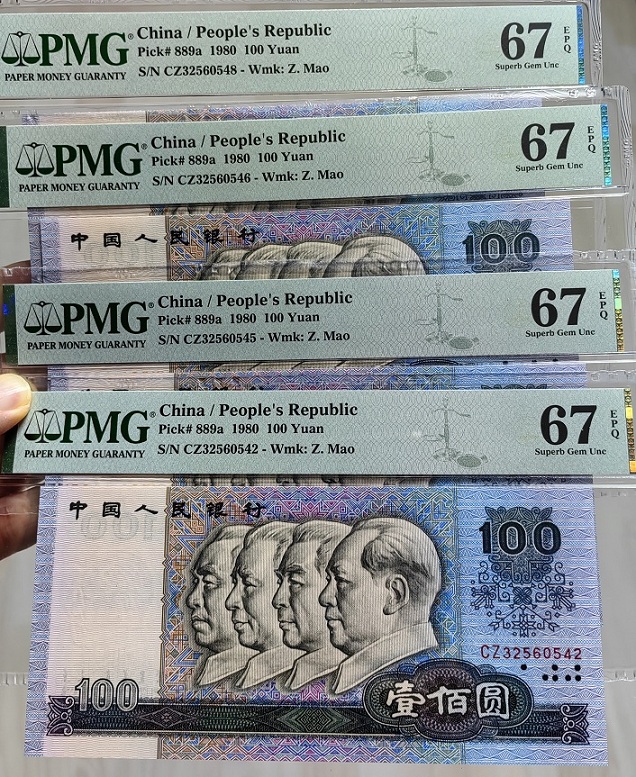 PMG
PAPER MONEY GUARANTY
China / People's Republic
Pick# 889a 1980 100 Yuan
S/N CZ32560548 - Wmk: Z. Mao
67
EPQ
Superb Gem Unc
PMG
PAPER MONEY GUARANTY
China / People's Republic
Pick# 889a 1980 100 Yuan
S/N CZ32560546 - Wmk: Z. Mao
67
EPQ
Superb Gem Unc
中国人民银行
100
PMG
PAPER MONEY GUARANTY
China / People's Republic
Pick# 889a 1980 100 Yuan
S/N CZ32560545 - Wmk: Z. Mao
67
EPQ
Superb Gem Unc
PMG
PAPER MONEY GUARANTY
China / People's Republic
Pick# 889a 1980 100 Yuan
S/N CZ32560542 - Wmk: Z. Mao
67
EPQ
Superb Gem Unc
中国人民银行
100
CZ32560542
100
壹佰圆